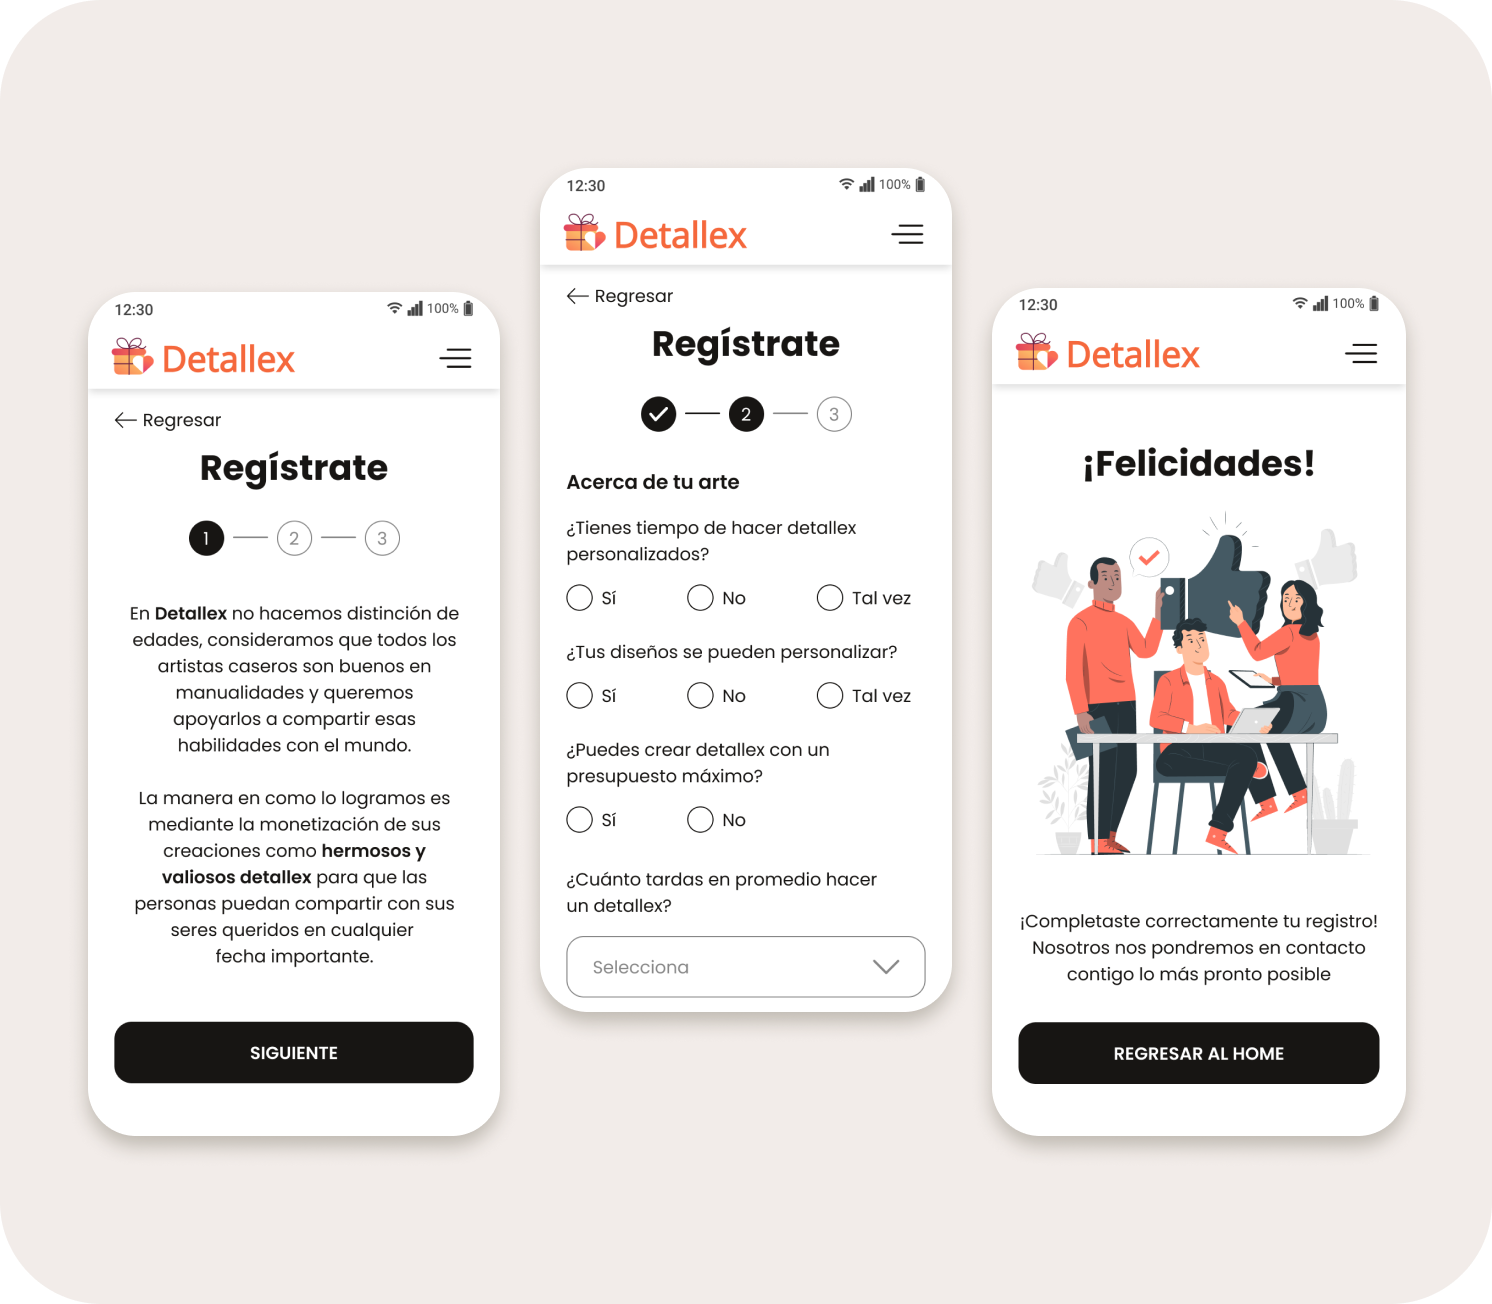 12:30
100%
Detallex
Regresar
Regístrate
1
2
3
En Detallex no hacemos distinción de
edades, consideramos que todos los
artistas caseros son buenos en
manualidades y queremos
apoyarlos a compartir esas
habilidades con el mundo.
La manera en como lo logramos es
mediante la monetización de sus
creaciones como hermosos y
valiosos detallex para que las
personas puedan compartir con sus
seres queridos en cualquier
fecha importante.
SIGUIENTE
12:30
100%
Detallex
Regresar
Regístrate
2
3
Acerca de tu arte
¿Tienes tiempo de hacer detallex
personalizados?
Sí No Tal vez
¿Tus diseños se pueden personalizar?
Sí No Tal vez
¿Puedes crear detallex con un
presupuesto máximo?
Sí No
¿Cuánto tardas en promedio hacer
un detallex?
Selecciona
12:30
100%
Detallex
¡Felicidades!
¡Completaste correctamente tu registro!
Nosotros nos pondremos en contacto
contigo lo más pronto posible
REGRESAR AL HOME